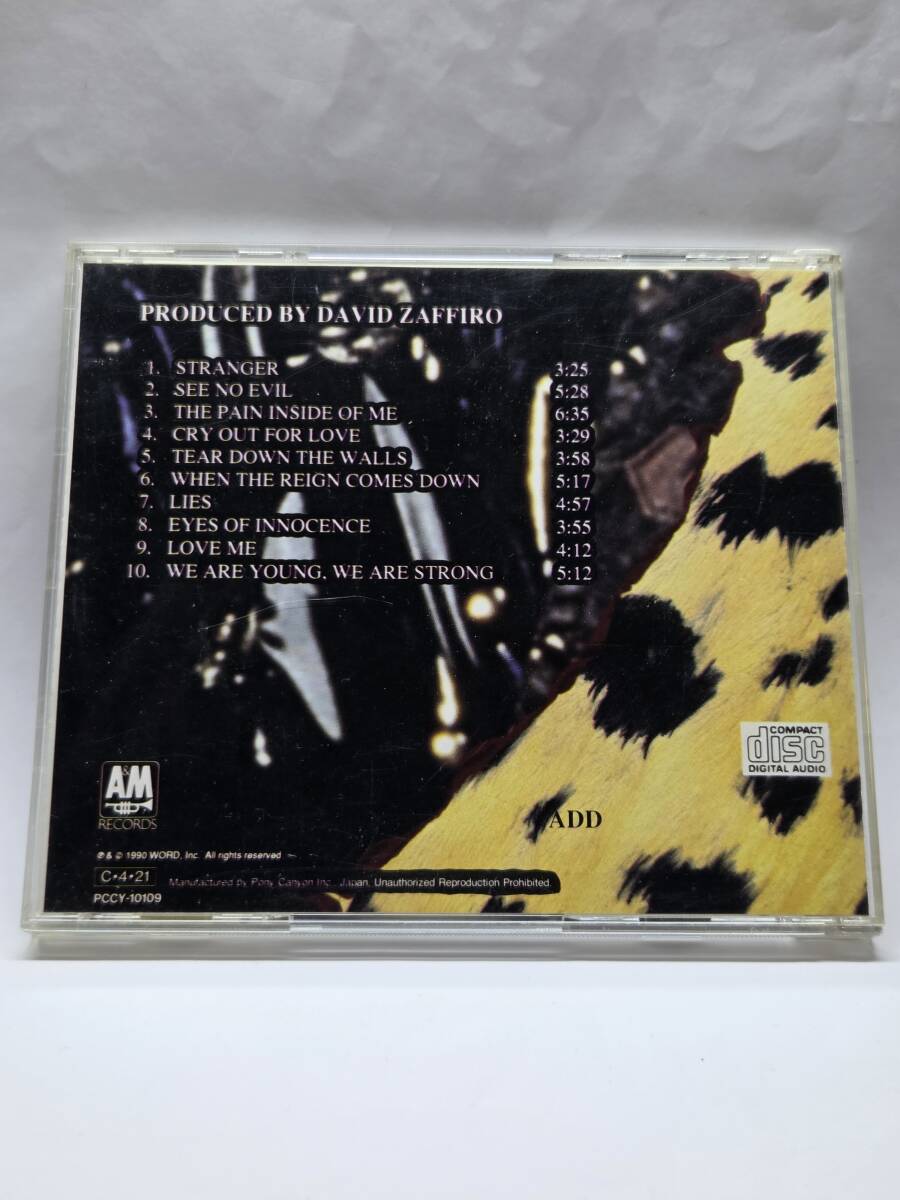 PRODUCED BY DAVID ZAFFIRO
1. STRANGER 3:25
2. SEE NO EVIL 5:28
3. THE PAIN INSIDE OF ME 6:35
4. CRY OUT FOR LOVE 3:29
5. TEAR DOWN THE WALLS 3:58
6. WHEN THE REIGN COMES DOWN 5:17
7. LIES 4:57
8. EYES OF INNOCENCE 3:55
9. LOVE ME 4:12
10. WE ARE YOUNG, WE ARE STRONG 5:12
COMPACT
disc
DIGITAL AUDIO
A&M
RECORDS
ADD
℗ & © 1990 WORD, Inc. All rights reserved
C•4•21 Manufactured by Pony Canyon Inc., Japan. Unauthorized Reproduction Prohibited.
PCCY-10109